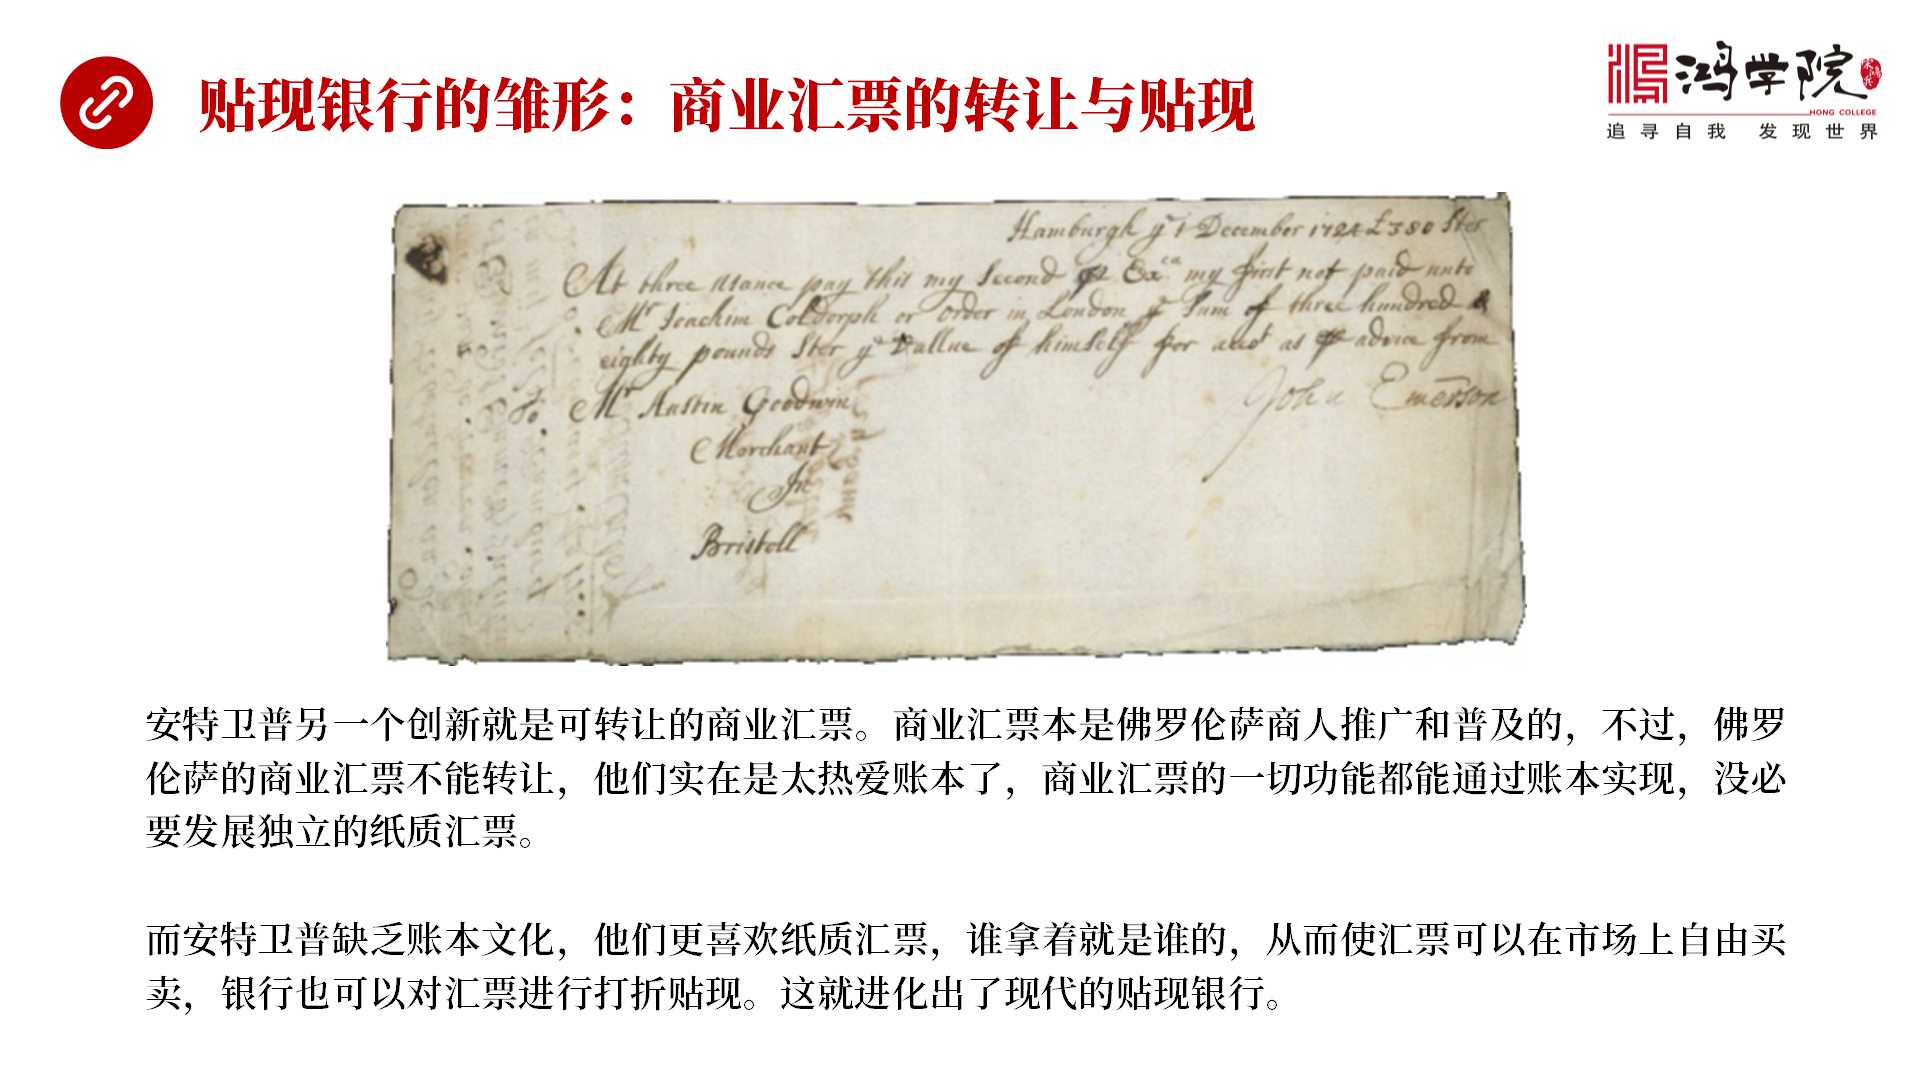 贴现银行的雏形：商业汇票的转让与贴现
鸿学院
HONG COLLEGE
追寻自我 发现世界
Hamburgh ye 1 December 1724 £380 Ster
At three Usance pay this my Second of Exca my first not paid unto
Mr Joachim Coldorph or order in London ye Sum of three hundred &
eighty pounds Ster ye Vallue of himself for acot as advice from
John Emerson
To Mr Austin Goodwin
Merchant
In
Bristoll
安特卫普另一个创新就是可转让的商业汇票。商业汇票本是佛罗伦萨商人推广和普及的，不过，佛罗
伦萨的商业汇票不能转让，他们实在是太热爱账本了，商业汇票的一切功能都能通过账本实现，没必
要发展独立的纸质汇票。
而安特卫普缺乏账本文化，他们更喜欢纸质汇票，谁拿着就是谁的，从而使汇票可以在市场上自由买
卖，银行也可以对汇票进行打折贴现。这就进化出了现代的贴现银行。